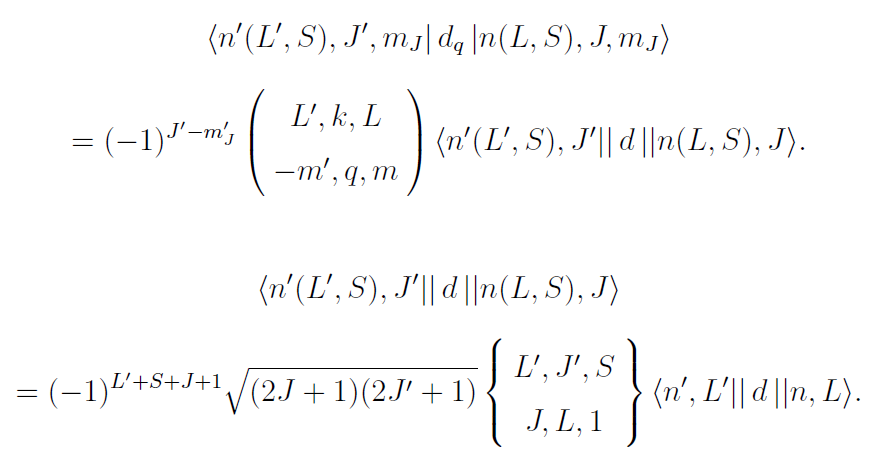 ⟨n′(L′, S), J′, m_J| d_q |n(L, S), J, m_J⟩
= (−1)^{J′−m′_J} ( L′, k, L
−m′, q, m ) ⟨n′(L′, S), J′|| d ||n(L, S), J⟩.
⟨n′(L′, S), J′|| d ||n(L, S), J⟩
= (−1)^{L′+S+J+1} √(2J + 1)(2J′ + 1) { L′, J′, S
J, L, 1 } ⟨n′, L′|| d ||n, L⟩.